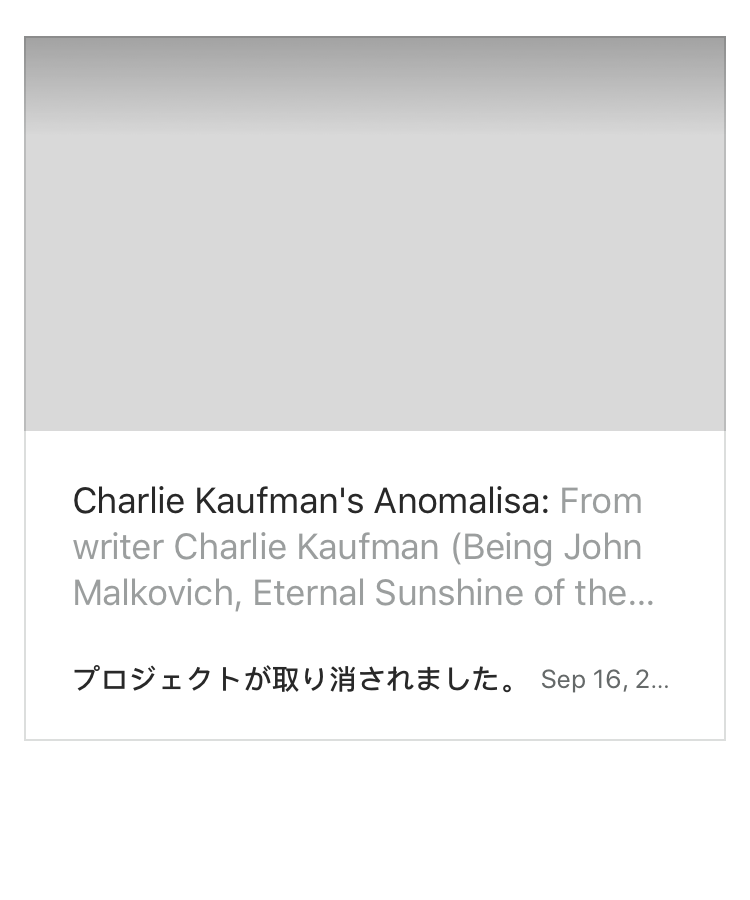 Charlie Kaufman's Anomalisa: From
writer Charlie Kaufman (Being John
Malkovich, Eternal Sunshine of the...
プロジェクトが取り消されました。 Sep 16, 2...